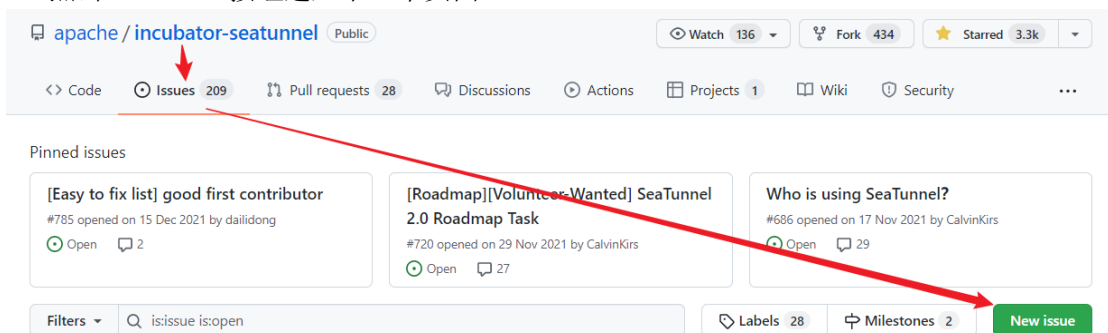 apache / incubator-seatunnel Public
Watch 136 Fork 434 Starred 3.3k
Code Issues 209 Pull requests 28 Discussions Actions Projects 1 Wiki Security ...
Pinned issues
[Easy to fix list] good first contributor
#785 opened on 15 Dec 2021 by dailidong
Open 2
[Roadmap][Volunteer-Wanted] SeaTunnel
2.0 Roadmap Task
#720 opened on 29 Nov 2021 by CalvinKirs
Open 27
Who is using SeaTunnel?
#686 opened on 17 Nov 2021 by CalvinKirs
Open 29
Filters is:issue is:open Labels 28 Milestones 2 New issue